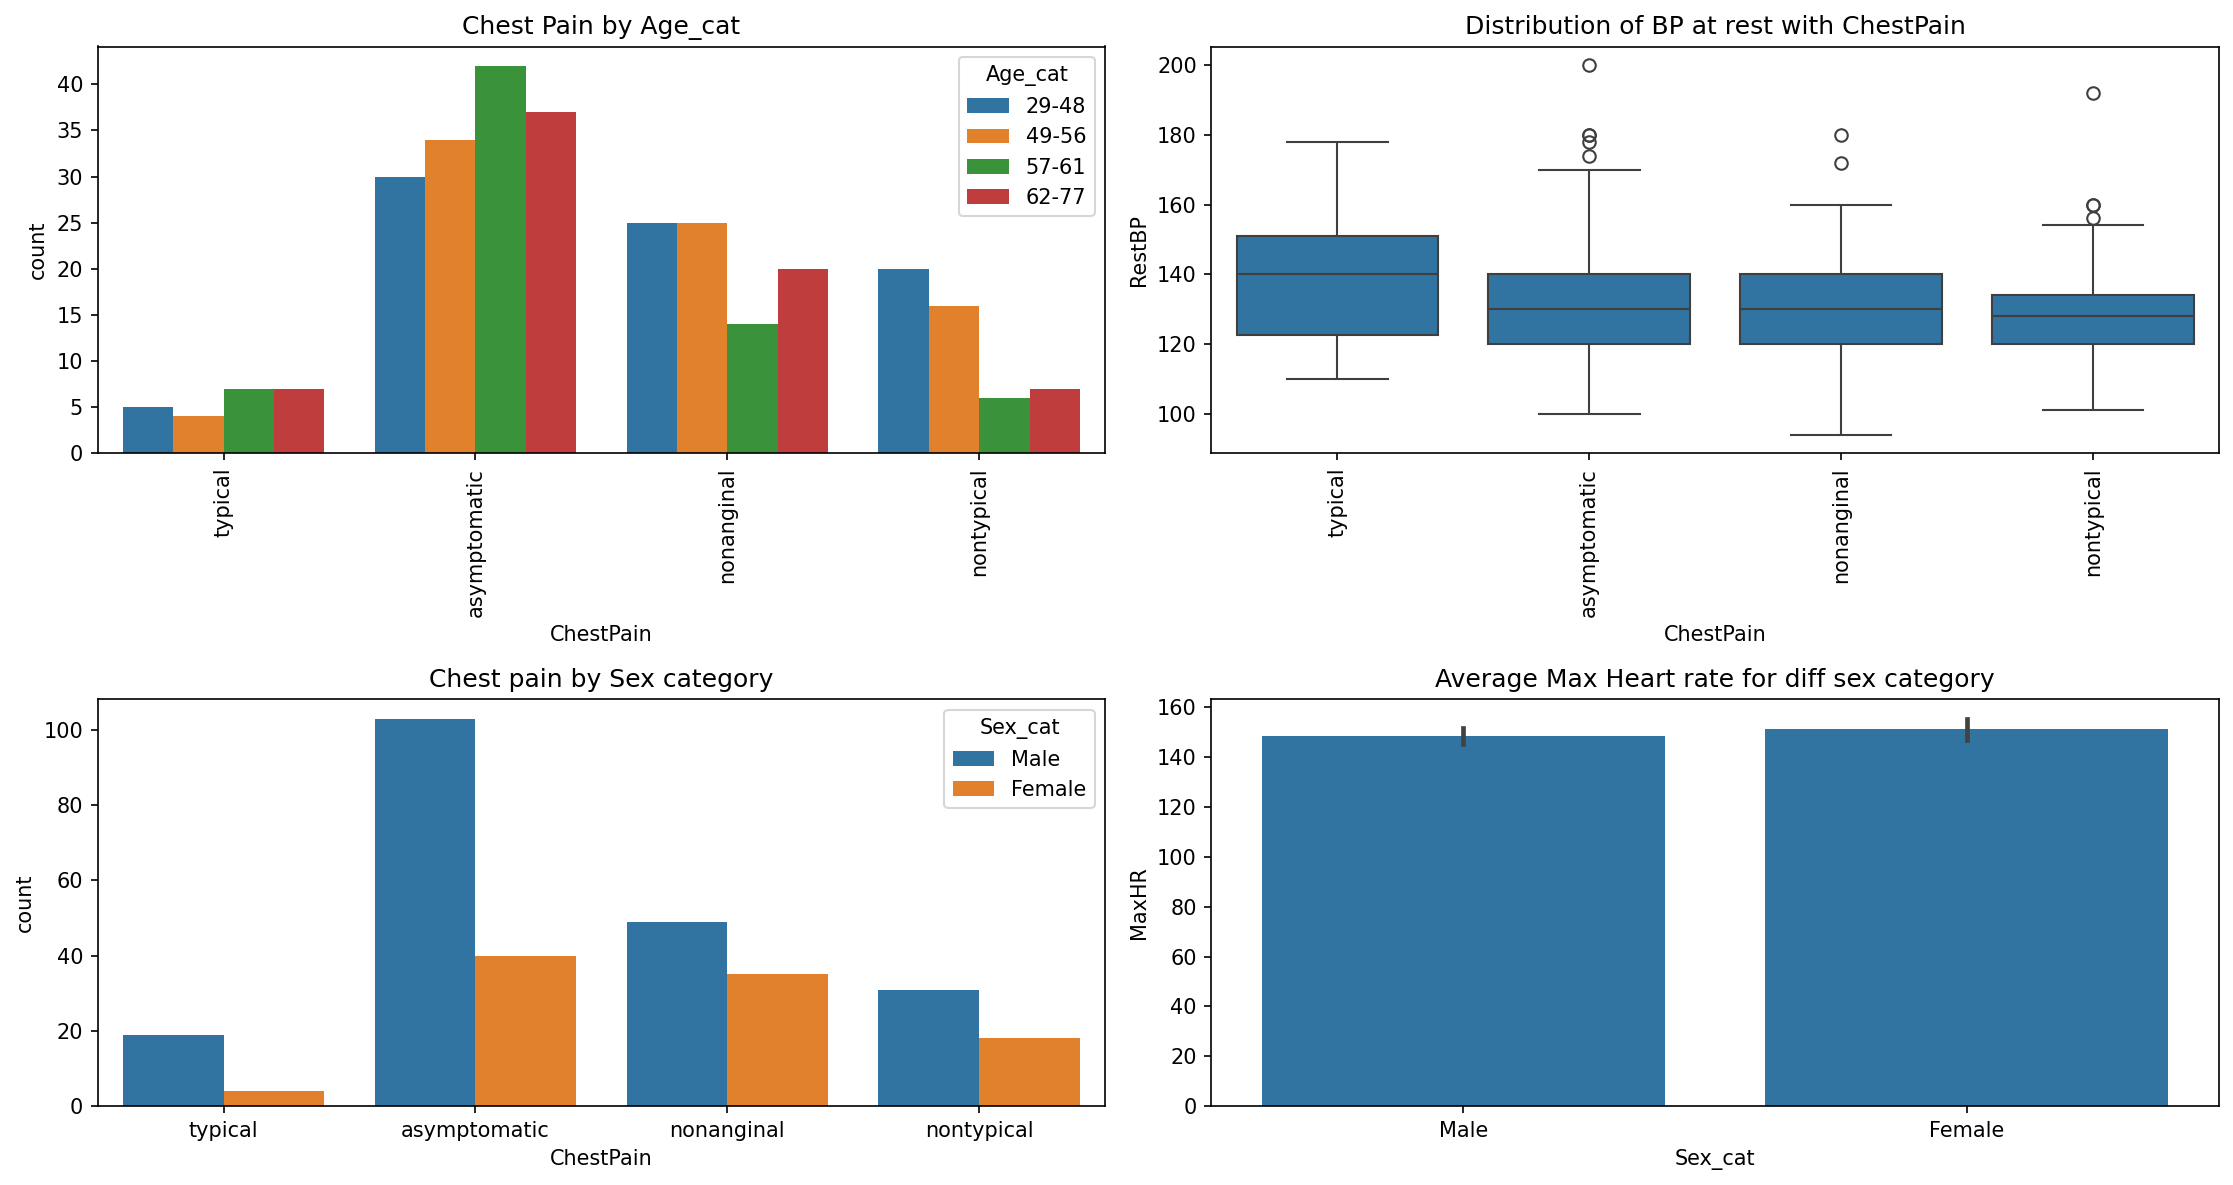 Chest Pain by Age_cat
count
40
35
30
25
20
15
10
5
0
Age_cat
29-48
49-56
57-61
62-77
typical
asymptomatic
nonanginal
nontypical
ChestPain
Distribution of BP at rest with ChestPain
RestBP
200
180
160
140
120
100
typical
asymptomatic
nonanginal
nontypical
ChestPain
Chest pain by Sex category
count
100
80
60
40
20
0
Sex_cat
Male
Female
typical
asymptomatic
nonanginal
nontypical
ChestPain
Average Max Heart rate for diff sex category
MaxHR
160
140
120
100
80
60
40
20
0
Male
Female
Sex_cat